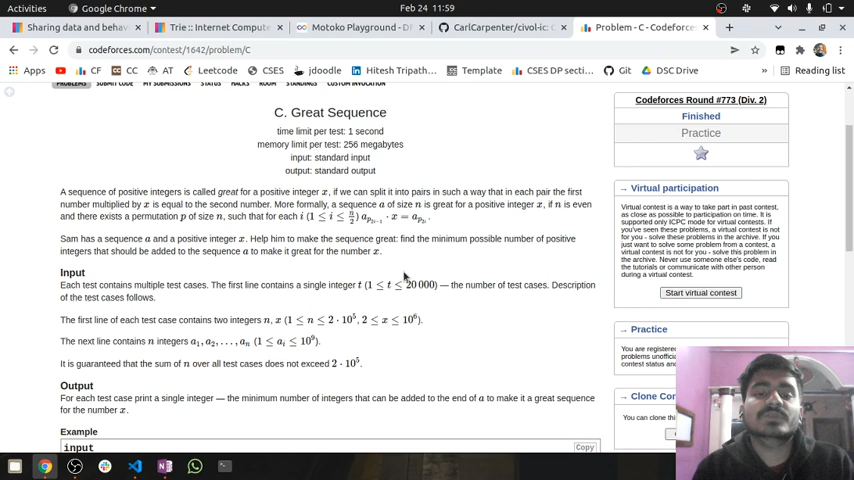 Activities
Google Chrome
Feb 24 11:59
Sharing data and behav
Trie :: Internet Compute
Motoko Playground - DF
CarlCarpenter/civol-ic: C
Problem - C - Codeforces
codeforces.com/contest/1642/problem/C
Apps
CF
CC
AT
Leetcode
CSES
jdoodle
Hitesh Tripath...
Template
CSES DP secti...
Git
DSC Drive
»
Reading list
PROBLEMS SUBMIT CODE MY SUBMISSIONS STATUS HACKS ROOM STANDINGS CUSTOM INVOCATION
C. Great Sequence
time limit per test: 1 second
memory limit per test: 256 megabytes
input: standard input
output: standard output
A sequence of positive integers is called great for a positive integer x, if we can split it into pairs in such a way that in each pair the first
number multiplied by x is equal to the second number. More formally, a sequence a of size n is great for a positive integer x, if n is even
and there exists a permutation p of size n, such that for each i (1 ≤ i ≤ n/2) a_{p_{2i−1}} · x = a_{p_{2i}}.
Sam has a sequence a and a positive integer x. Help him to make the sequence great: find the minimum possible number of positive
integers that should be added to the sequence a to make it great for the number x.
Input
Each test contains multiple test cases. The first line contains a single integer t (1 ≤ t ≤ 20 000) — the number of test cases. Description
of the test cases follows.
The first line of each test case contains two integers n, x (1 ≤ n ≤ 2 · 10^5, 2 ≤ x ≤ 10^6).
The next line contains n integers a_1, a_2, . . . , a_n (1 ≤ a_i ≤ 10^9).
It is guaranteed that the sum of n over all test cases does not exceed 2 · 10^5.
Output
For each test case print a single integer — the minimum number of integers that can be added to the end of a to make it a great sequence
for the number x.
Example
input
Copy
Codeforces Round #773 (Div. 2)
Finished
Practice
→ Virtual participation
Virtual contest is a way to take part in past contest,
as close as possible to participation on time. It is
supported only ICPC mode for virtual contests. If
you've seen these problems, a virtual contest is not
for you - solve these problems in the archive. If you
just want to solve some problem from a contest, a
virtual contest is not for you - solve this problem in
the archive. Never use someone else's code, read
the tutorials or communicate with other person
during a virtual contest.
Start virtual contest
→ Practice
You are registere
problems unoffici
contest status and
→ Clone Con
You can clone thi